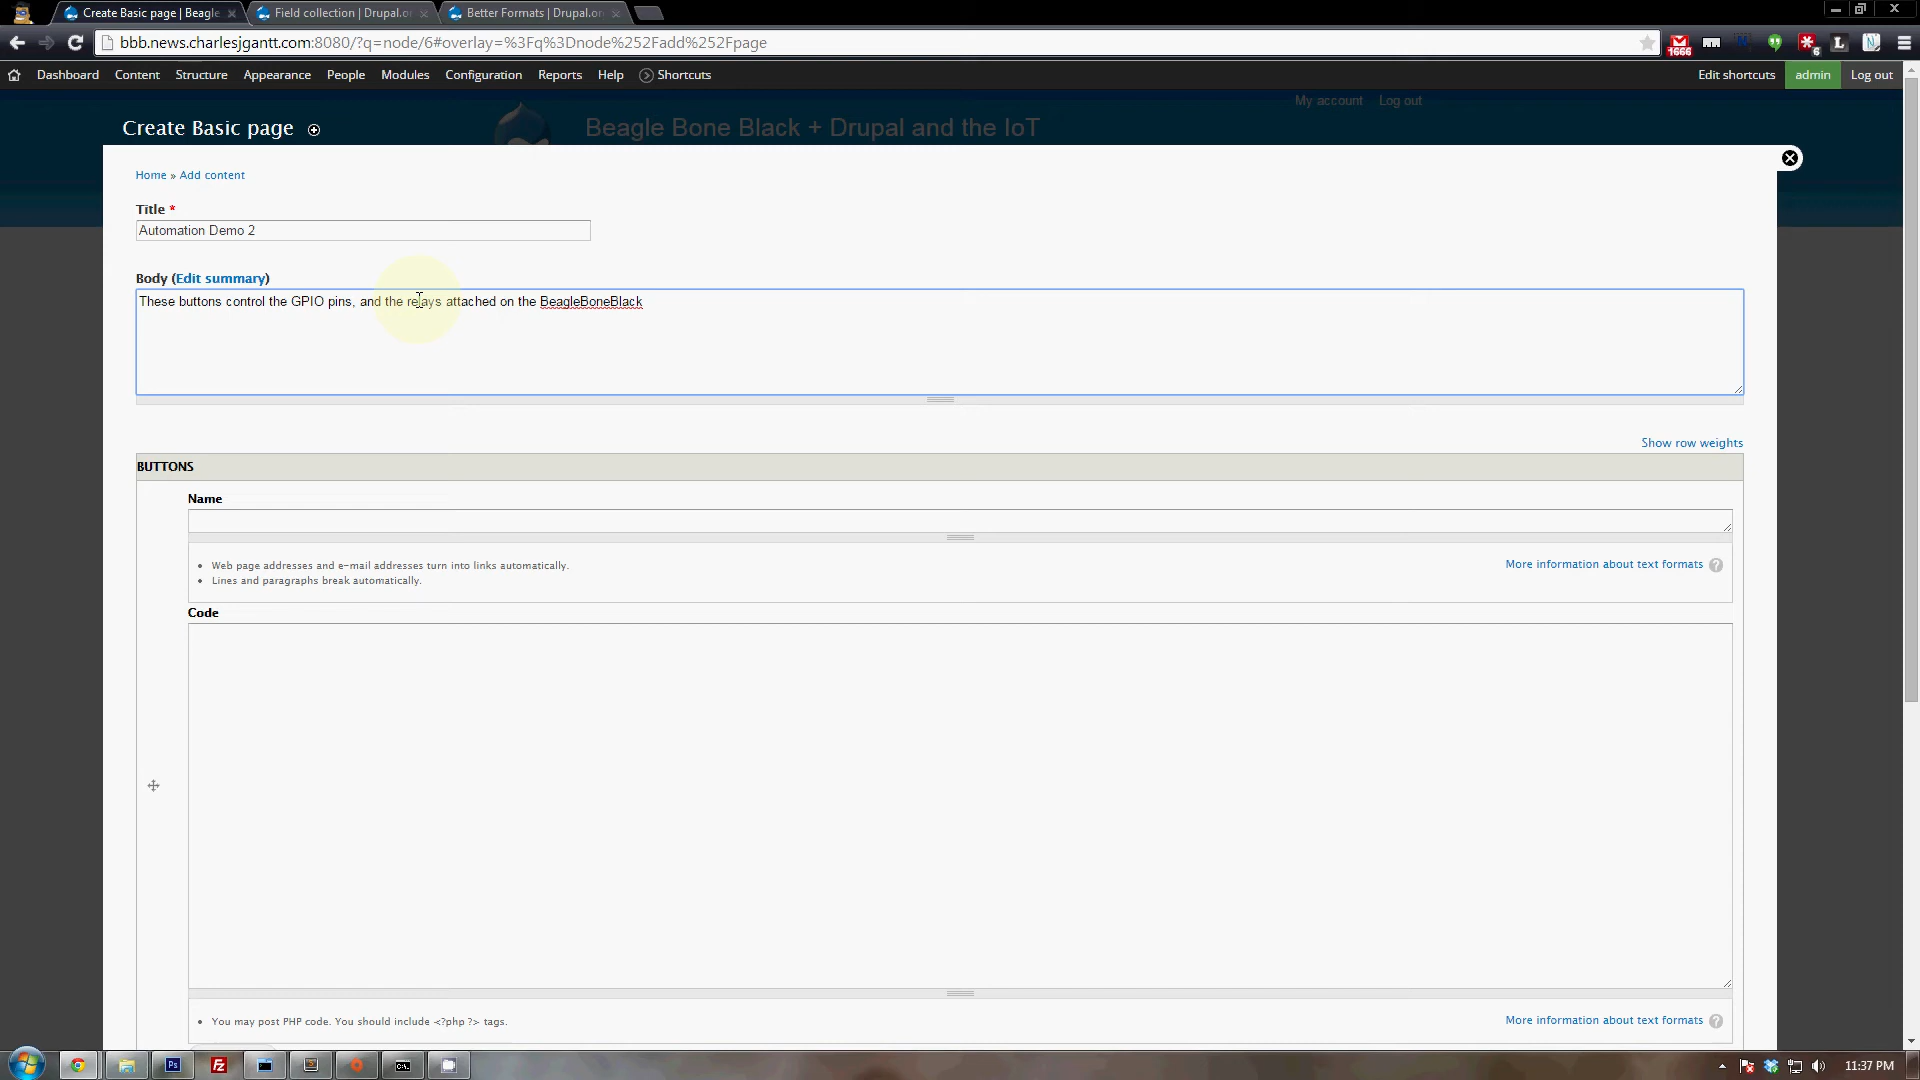 Create Basic page | Beagle
Field collection | Drupal.or
Better Formats | Drupal.on
bbb.news.charlesjgantt.com:8080/?q=node/6#overlay=%3Fq%3Dnode%252Fadd%252Fpage
1666
6
L
Dashboard Content Structure Appearance People Modules Configuration Reports Help Shortcuts Edit shortcuts admin Log out
My account Log out
Create Basic page
Beagle Bone Black + Drupal and the IoT
Home » Add content
Title *
Automation Demo 2
Body (Edit summary)
These buttons control the GPIO pins, and the relays attached on the BeagleBoneBlack
Show row weights
BUTTONS
Name
Web page addresses and e-mail addresses turn into links automatically.
More information about text formats ?
Lines and paragraphs break automatically.
Code
You may post PHP code. You should include <?php ?> tags.
More information about text formats ?
Ps
Fz
C:\.
11:37 PM